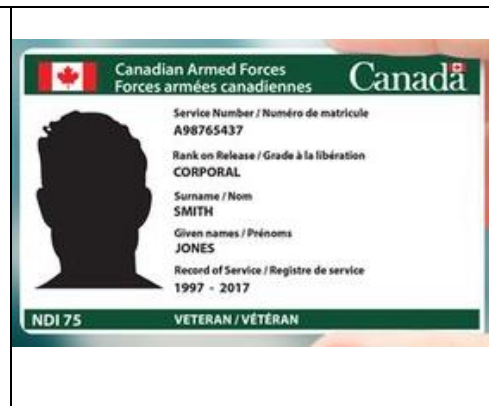 Canadian Armed Forces
Forces armées canadiennes
Canada
Service Number / Numéro de matricule
A98765437
Rank on Release / Grade à la libération
CORPORAL
Surname / Nom
SMITH
Given names / Prénoms
JONES
Record of Service / Registre de service
1997 - 2017
NDI 75
VETERAN / VÉTÉRAN